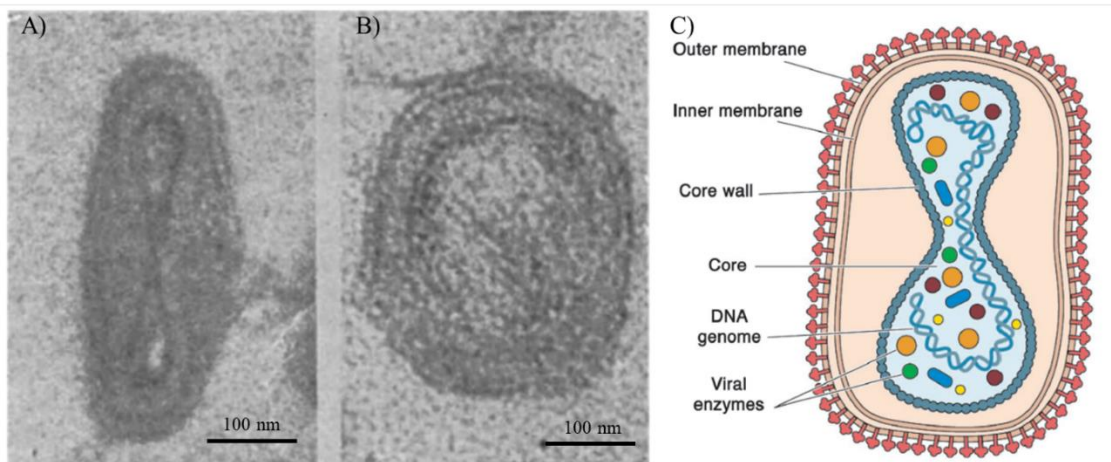 A)
100 nm
B)
100 nm
C)
Outer membrane
Inner membrane
Core wall
Core
DNA
genome
Viral
enzymes